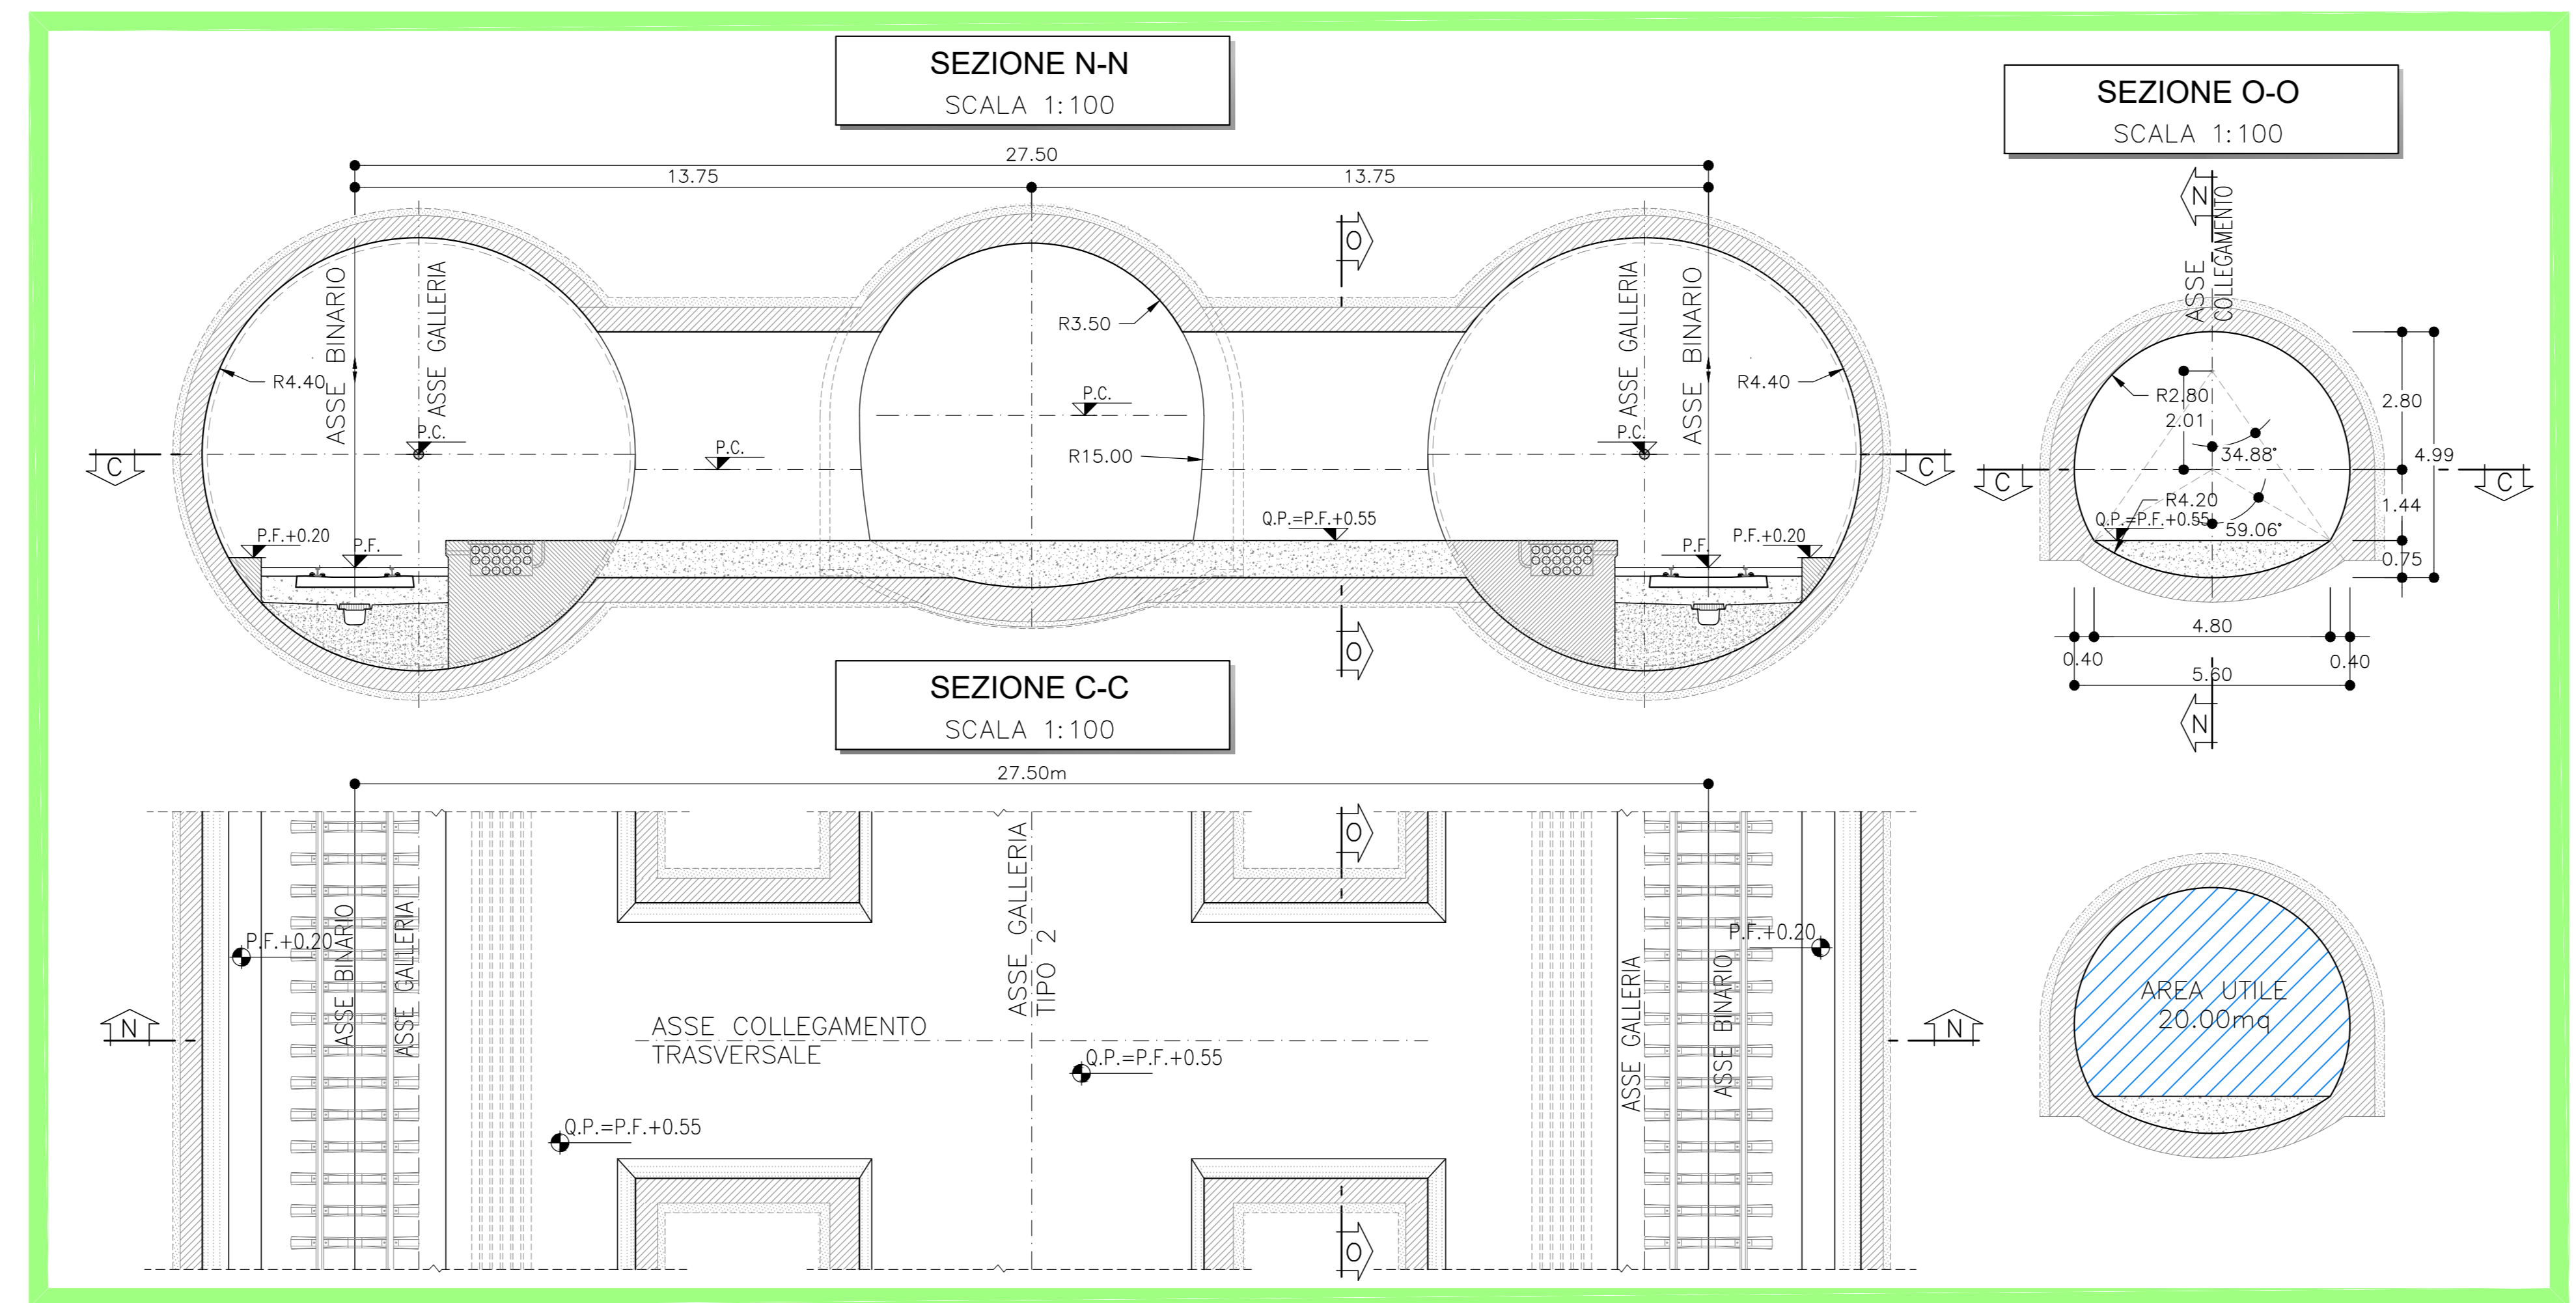 SEZIONE N-N
SCALA 1:100
27.50
13.75
13.75
O
ASSE BINARIO
ASSE GALLERIA
R4.40
P.C.
R3.50
P.C.
P.C.
R15.00
ASSE GALLERIA
ASSE BINARIO
R4.40
P.C.
C
C
P.F.+0.20
P.F.
Q.P.=P.F.+0.55
P.F.
P.F.+0.20
O
SEZIONE O-O
SCALA 1:100
N
ASSE
COLLEGAMENTO
R2.80
2.01
34.88°
2.80
4.99
C
C
R4.20
1.44
Q.P.=P.F.+0.55
59.06°
0.75
4.80
0.40
0.40
5.60
N
SEZIONE C-C
SCALA 1:100
27.50m
O
P.F.+0.20
ASSE BINARIO
ASSE GALLERIA
ASSE GALLERIA
TIPO 2
P.F.+0.20
ASSE GALLERIA
ASSE BINARIO
N
N
ASSE COLLEGAMENTO
TRASVERSALE
Q.P.=P.F.+0.55
Q.P.=P.F.+0.55
O
AREA UTILE
20.00mq